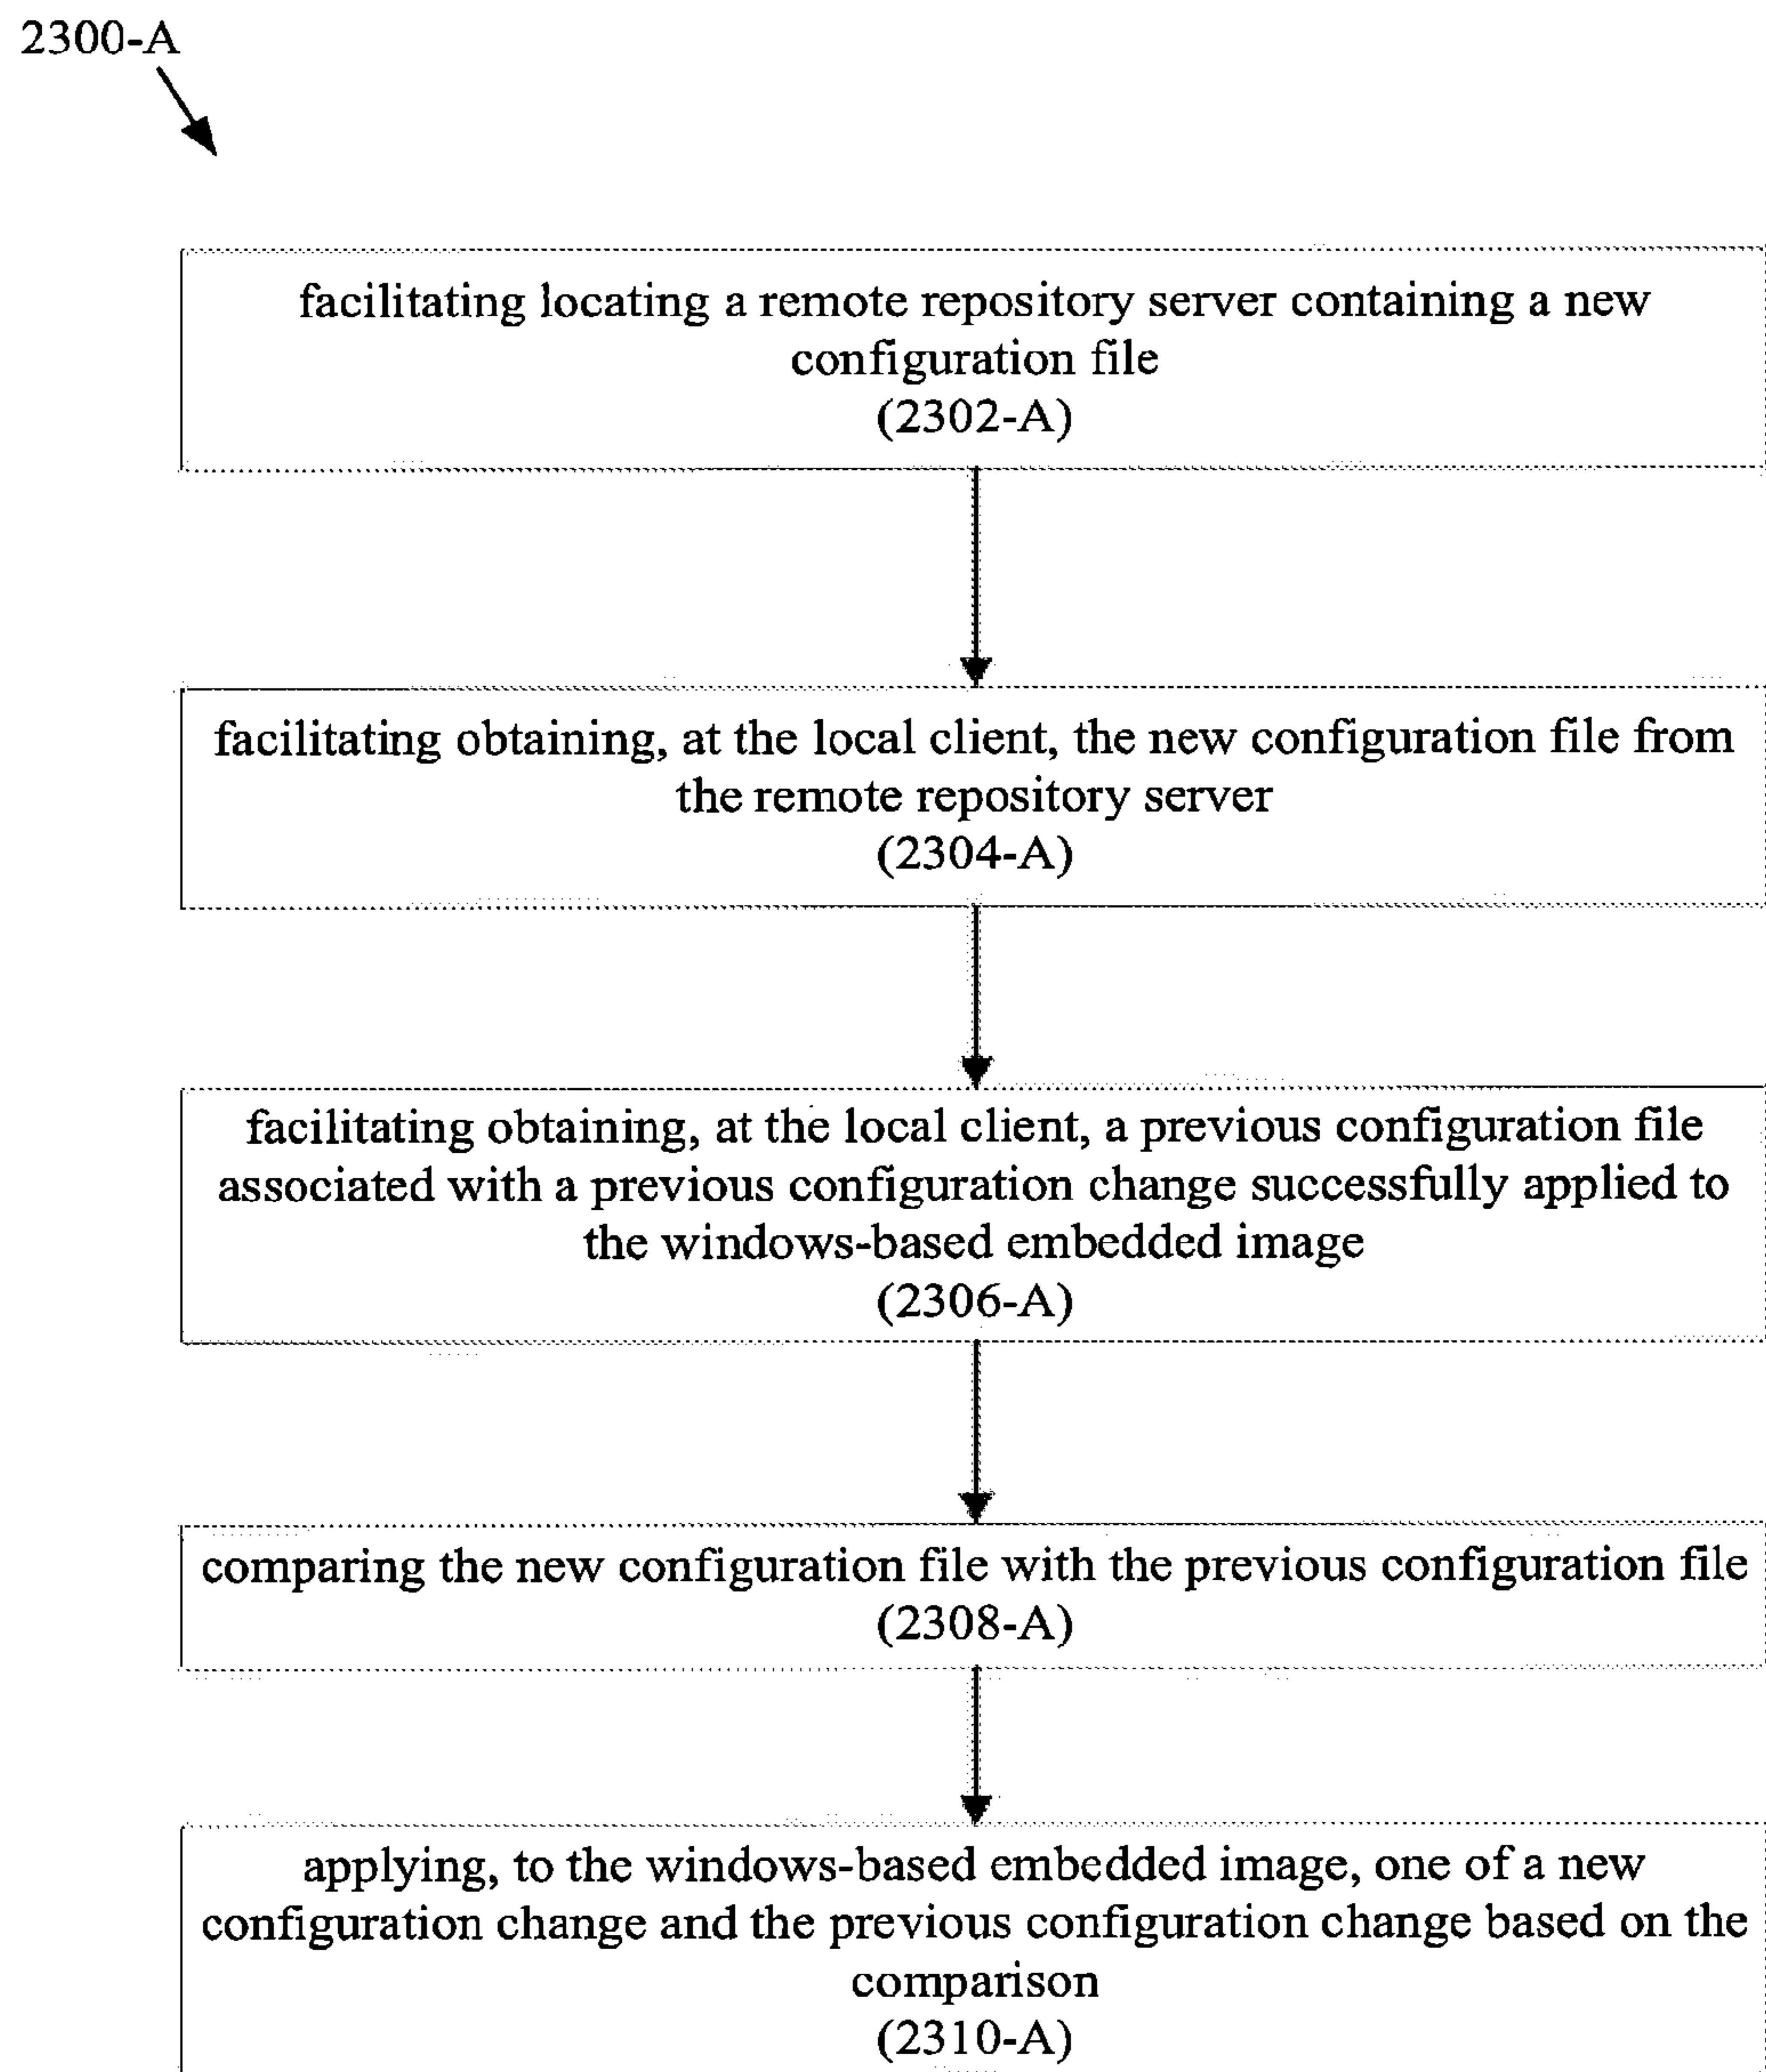 2300-A
facilitating locating a remote repository server containing a new
configuration file
(2302-A)
facilitating obtaining, at the local client, the new configuration file from
the remote repository server
(2304-A)
facilitating obtaining, at the local client, a previous configuration file
associated with a previous configuration change successfully applied to
the windows-based embedded image
(2306-A)
comparing the new configuration file with the previous configuration file
(2308-A)
applying, to the windows-based embedded image, one of a new
configuration change and the previous configuration change based on the
comparison
(2310-A)